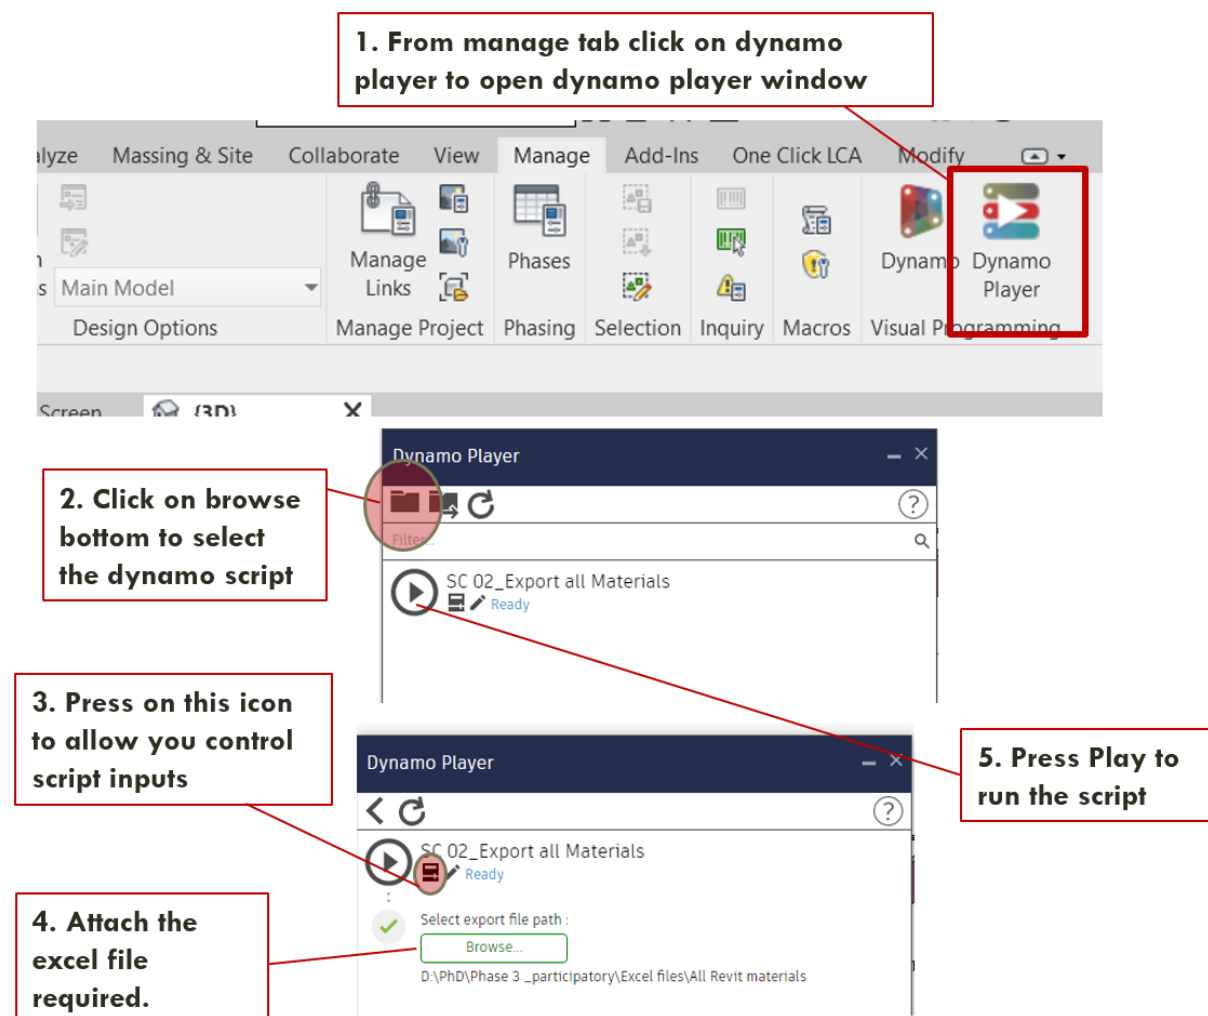 1. From manage tab click on dynamo
player to open dynamo player window
alyze Massing & Site Collaborate View Manage Add-Ins One Click LCA Modify
Manage
Links
Phases
Dynamo
Dynamo
Player
s Main Model
Design Options Manage Project Phasing Selection Inquiry Macros Visual Programming
Screen {3D}
Dynamo Player
2. Click on browse
bottom to select
the dynamo script
Filter...
SC 02_Export all Materials
Ready
3. Press on this icon
to allow you control
script inputs
Dynamo Player
5. Press Play to
run the script
SC 02_Export all Materials
Ready
4. Attach the
excel file
required.
Select export file path :
Browse...
D:\PhD\Phase 3 _participatory\Excel files\All Revit materials